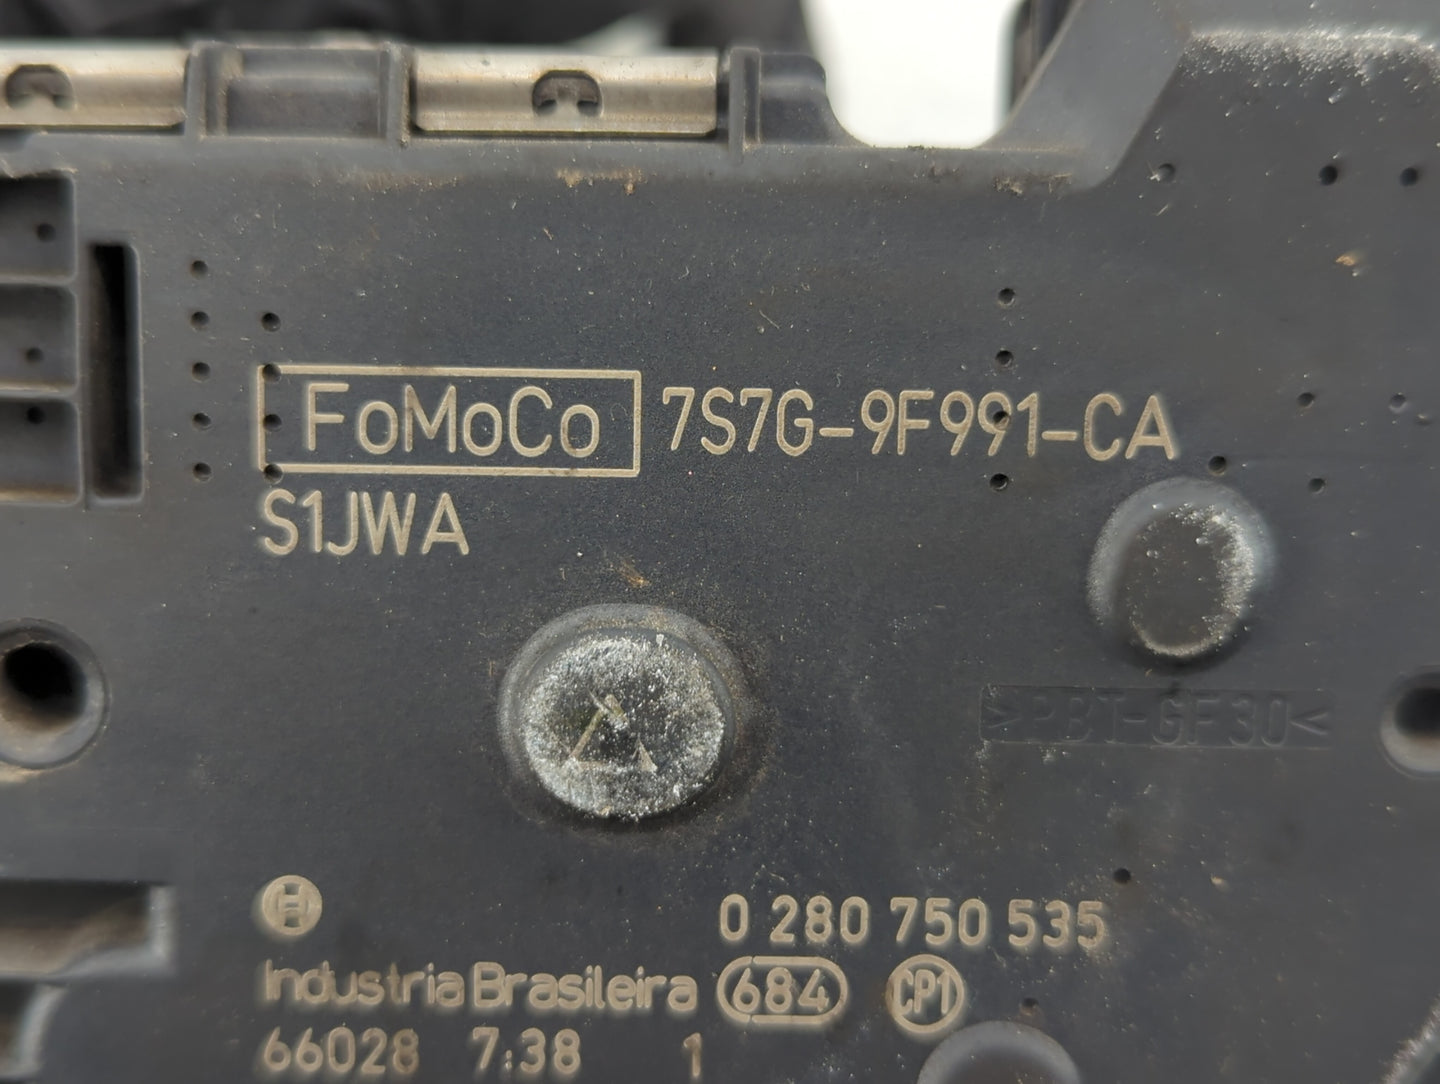 FoMoCo 7S7G-9F991-CA
S1JWA
>PBT-GF30<
0 280 750 535
Industria Brasileira 684 CP1
66028 7:38 1